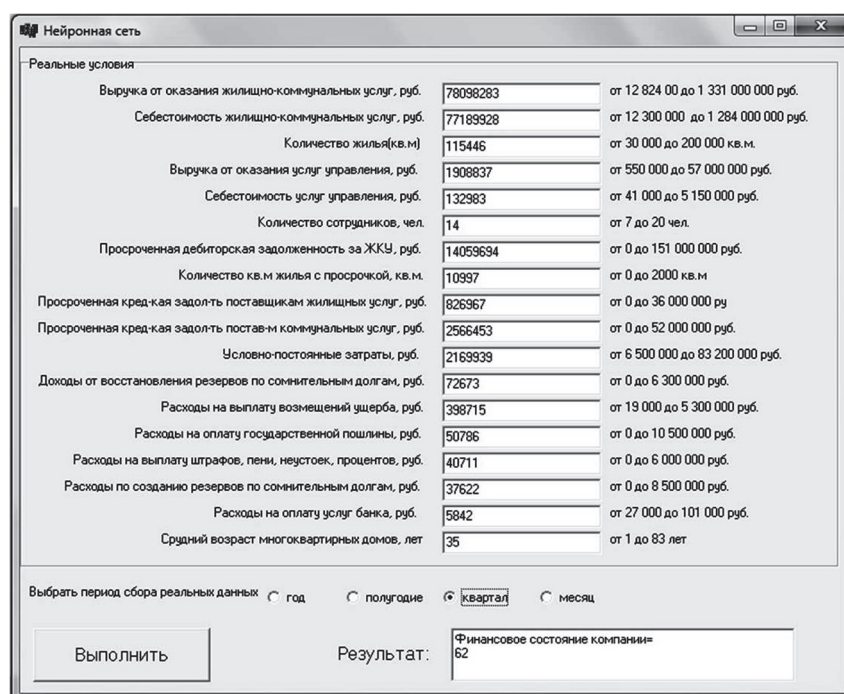 Нейронная сеть
Реальные условия
Выручка от оказания жилищно-коммунальных услуг, руб. 78098283 от 12 824 00 до 1 331 000 000 руб.
Себестоимость жилищно-коммунальных услуг, руб. 77189928 от 12 300 000 до 1 284 000 000 руб.
Количество жилья(кв.м) 115446 от 30 000 до 200 000 кв.м.
Выручка от оказания услуг управления, руб. 1908837 от 550 000 до 57 000 000 руб.
Себестоимость услуг управления, руб. 132983 от 41 000 до 5 150 000 руб.
Количество сотрудников, чел. 14 от 7 до 20 чел.
Просроченная дебиторская задолженность за ЖКУ, руб. 14059694 от 0 до 151 000 000 руб.
Количество кв.м жилья с просрочкой, кв.м. 10997 от 0 до 2000 кв.м
Просроченная кред-кая задол-ть поставщикам жилищных услуг, руб. 826967 от 0 до 36 000 000 ру
Просроченная кред-кая задол-ть постав-м коммунальных услуг, руб. 2566453 от 0 до 52 000 000 руб.
Условно-постоянные затраты, руб. 2169939 от 6 500 000 до 83 200 000 руб.
Доходы от восстановления резервов по сомнительным долгам, руб. 72673 от 0 до 6 300 000 руб.
Расходы на выплату возмещений ущерба, руб. 398715 от 19 000 до 5 300 000 руб.
Расходы на оплату государственной пошлины, руб. 50786 от 0 до 10 500 000 руб.
Расходы на выплату штрафов, пени, неустоек, процентов, руб. 40711 от 0 до 6 000 000 руб.
Расходы по созданию резервов по сомнительным долгам, руб. 37622 от 0 до 8 500 000 руб.
Расходы на оплату услуг банка, руб. 5842 от 27 000 до 101 000 руб.
Срудний возраст многоквартирных домов, лет 35 от 1 до 83 лет
Выбрать период сбора реальных данных год полугодие квартал месяц
Выполнить Результат: Финансовое состояние компании=
62